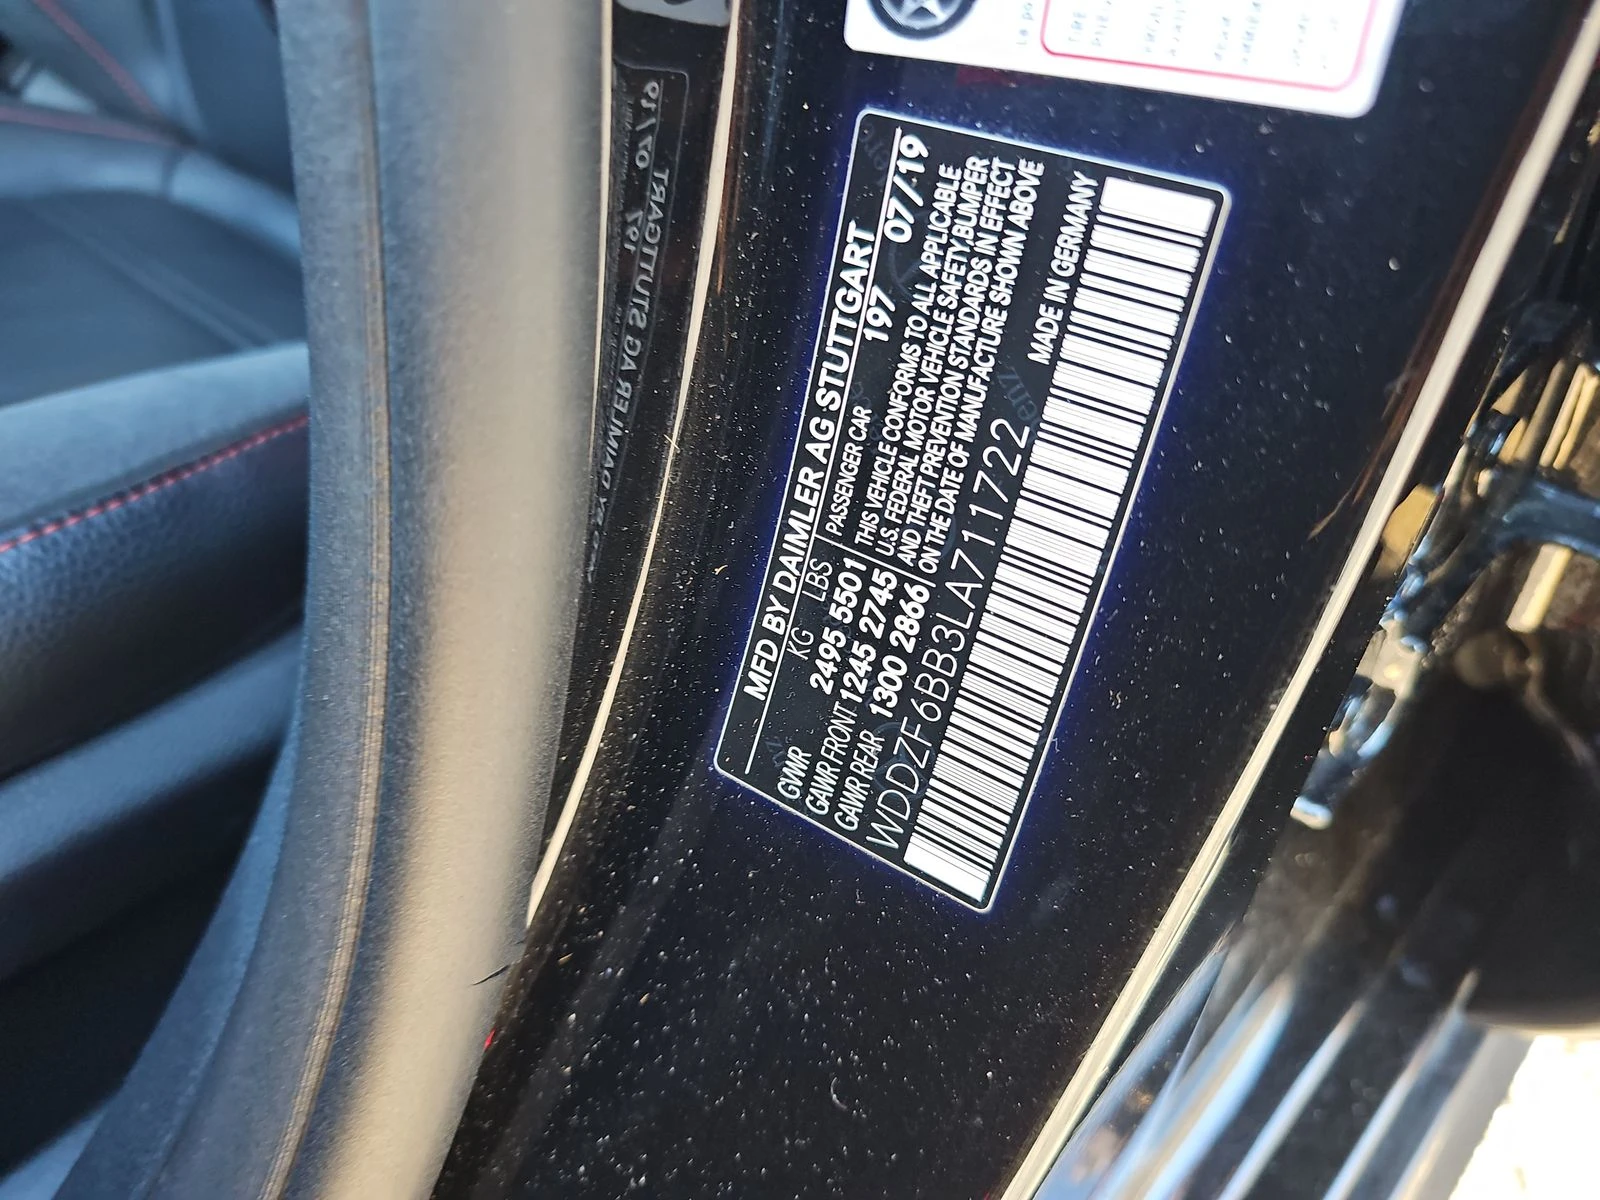 MFD BY DAIMLER AG STUTTGART
KG LBS PASSENGER CAR 197 07/19
GVWR 2495 5501
GAWR FRONT 1245 2745
GAWR REAR 1300 2866
THIS VEHICLE CONFORMS TO ALL APPLICABLE
U.S. FEDERAL MOTOR VEHICLE SAFETY,BUMPER
AND THEFT PREVENTION STANDARDS IN EFFECT
ON THE DATE OF MANUFACTURE SHOWN ABOVE
WDDZF6BB3LA711722 MADE IN GERMANY